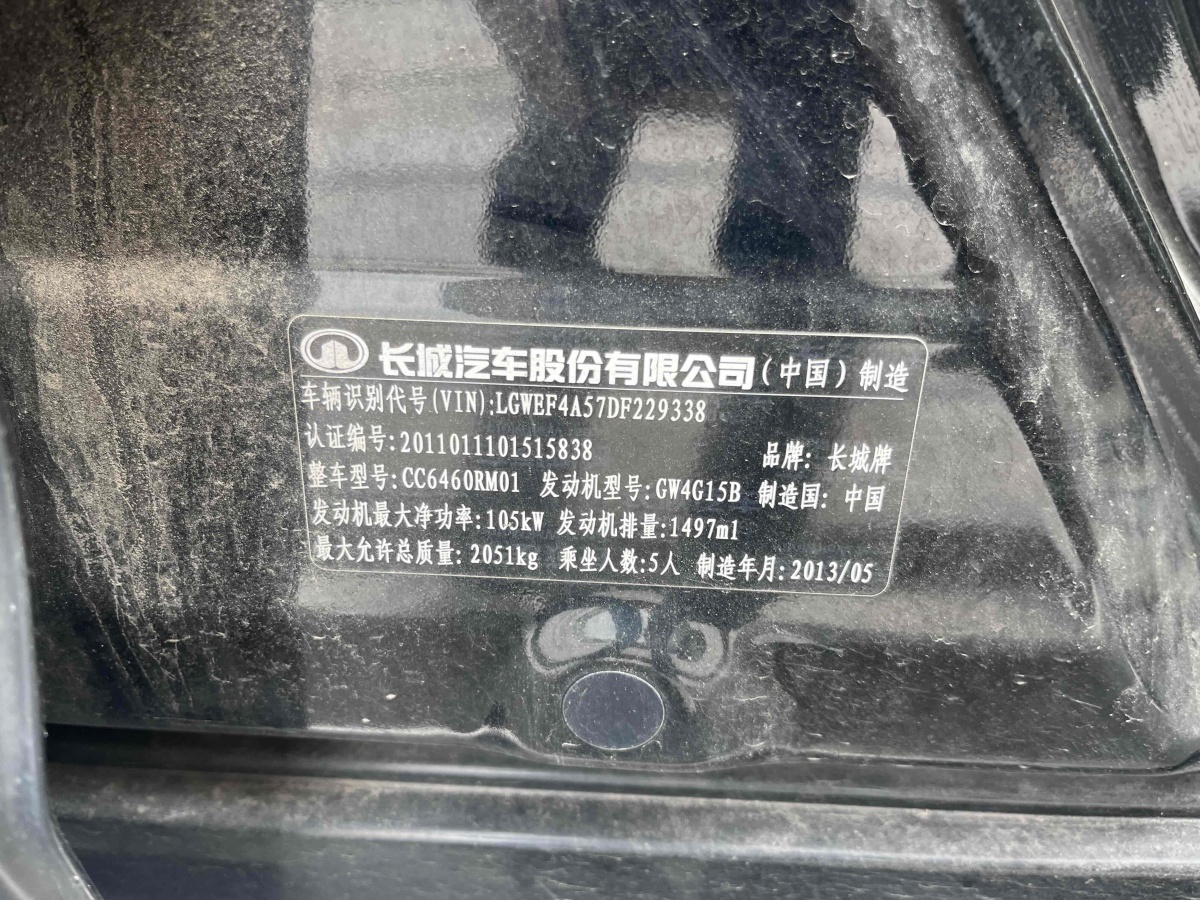 长城汽车股份有限公司(中国)制造
车辆识别代号(VIN):LGWEF4A57DF229338
认证编号:2011011101515838 品牌: 长城牌
整车型号:CC6460RM01 发动机型号:GW4G15B 制造国: 中国
发动机最大净功率:105kW 发动机排量:1497ml
最大允许总质量: 2051kg 乘坐人数:5人 制造年月: 2013/05